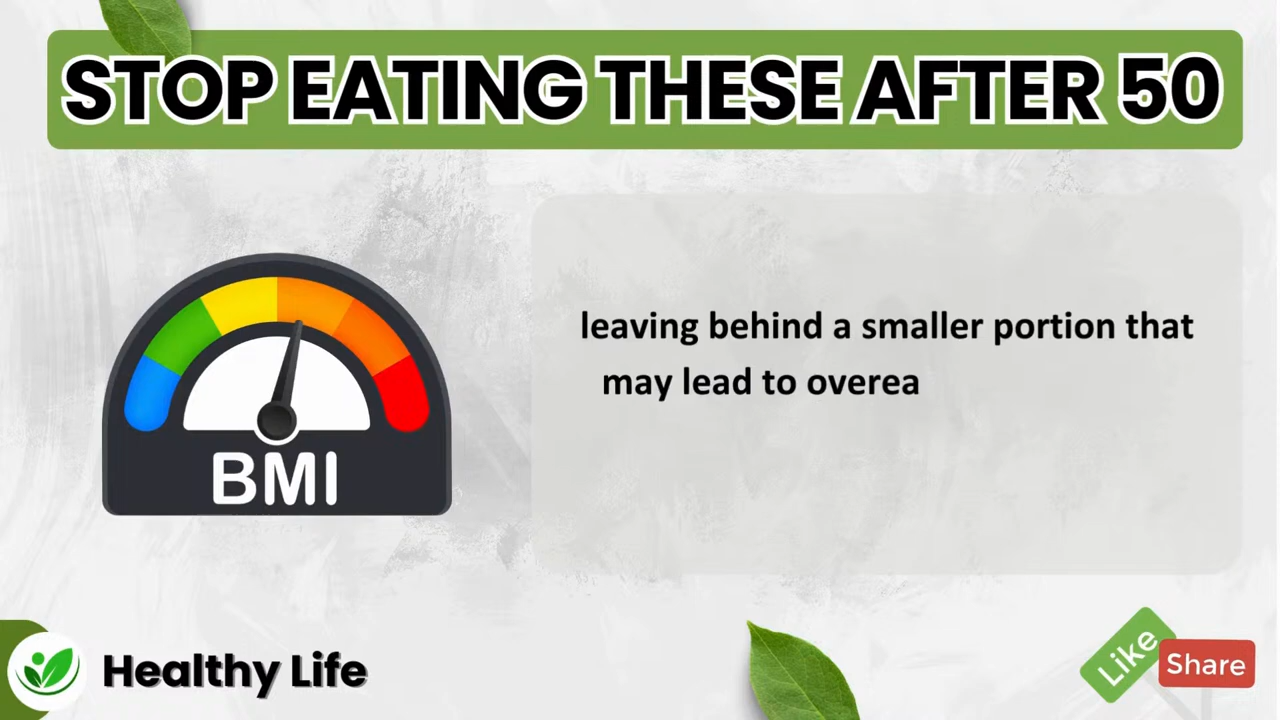 STOP EATING THESE AFTER 50
leaving behind a smaller portion that
may lead to overea
BMI
Healthy Life
Like
Share